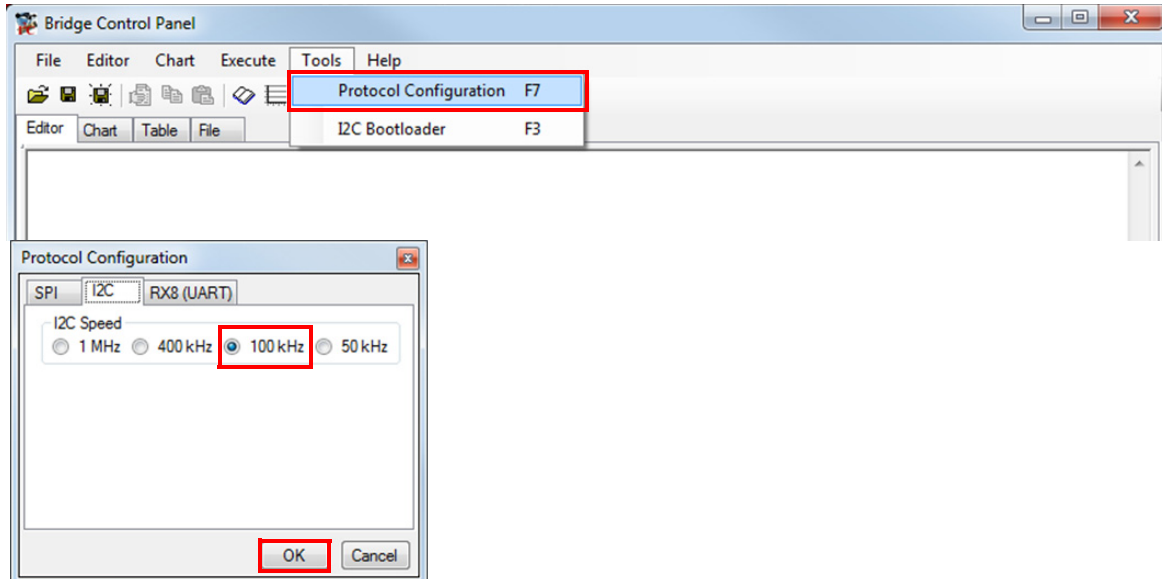 Bridge Control Panel
File Editor Chart Execute Tools Help
Protocol Configuration F7
Editor Chart Table File
I2C Bootloader F3
Protocol Configuration
SPI I2C RX8 (UART)
I2C Speed
1 MHz 400 kHz 100 kHz 50 kHz
OK Cancel